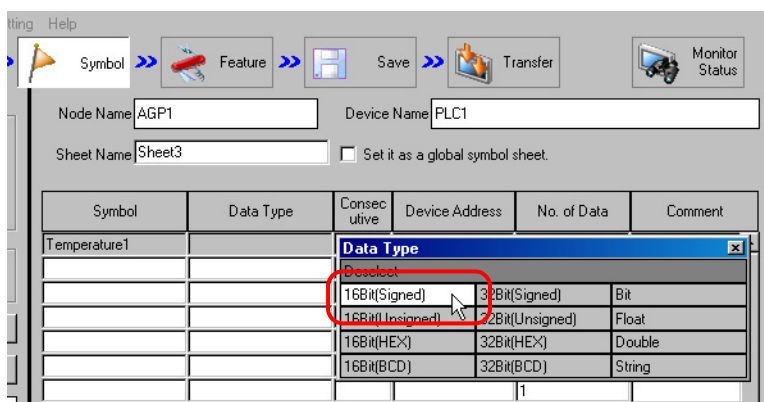 tting Help
Symbol Feature Save Transfer Monitor Status
Node Name AGP1 Device Name PLC1
Sheet Name Sheet3 Set it as a global symbol sheet.
Symbol Data Type Consecutive Device Address No. of Data Comment
Temperature1
Data Type
Deselect
16Bit(Signed) 32Bit(Signed) Bit
16Bit(Unsigned) 32Bit(Unsigned) Float
16Bit(HEX) 32Bit(HEX) Double
16Bit(BCD) 32Bit(BCD) String
1